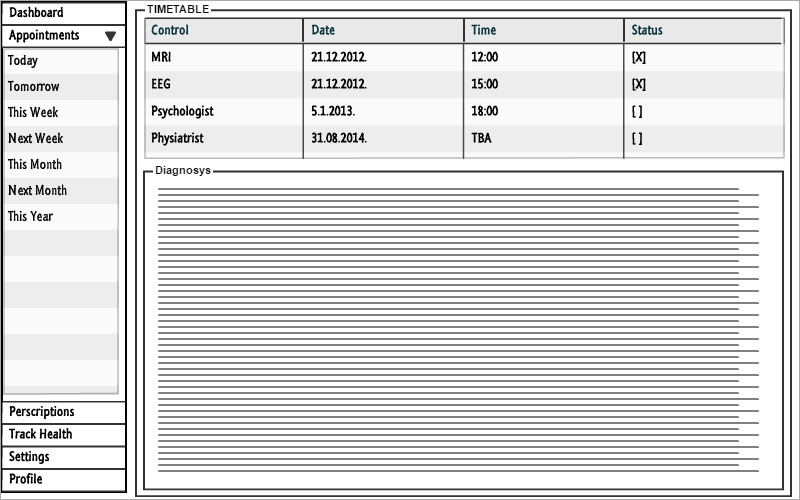 Dashboard
Appointments
Today
Tomorrow
This Week
Next Week
This Month
Next Month
This Year
Perscriptions
Track Health
Settings
Profile
TIMETABLE
Control Date Time Status
MRI 21.12.2012. 12:00 [X]
EEG 21.12.2012. 15:00 [X]
Psychologist 5.1.2013. 18:00 [ ]
Physiatrist 31.08.2014. TBA [ ]
Diagnosys